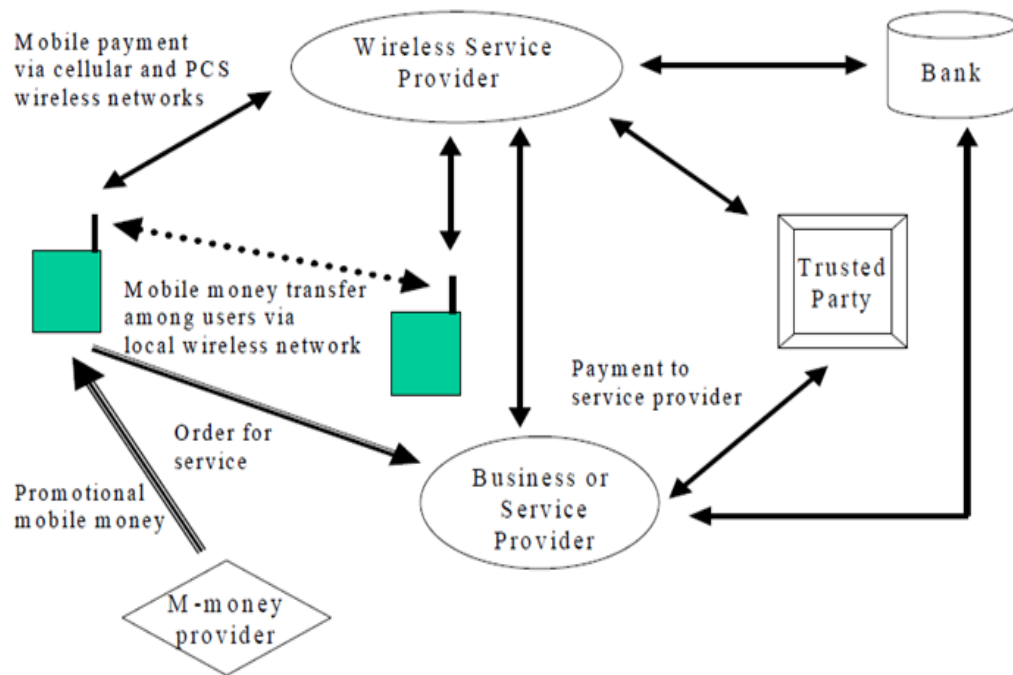 Mobile payment
via cellular and PCS
wireless networks
Wireless Service
Provider
Bank
Mobile money transfer
among users via
local wireless network
Trusted
Party
Payment to
service provider
Order for
service
Promotional
mobile money
Business or
Service
Provider
M-money
provider